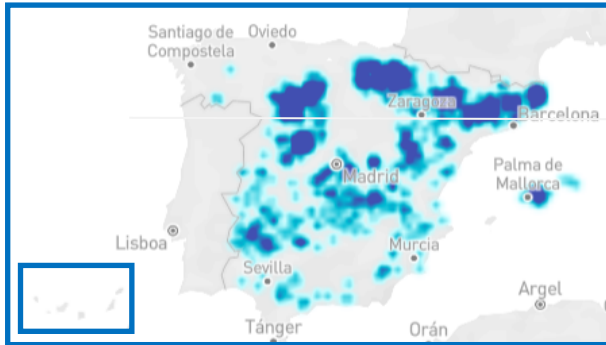 Santiago de
Compostela
Oviedo
Zaragoza
Barcelona
Madrid
Palma de
Mallorca
Lisboa
Murcia
Sevilla
Argel
Tánger
Orán